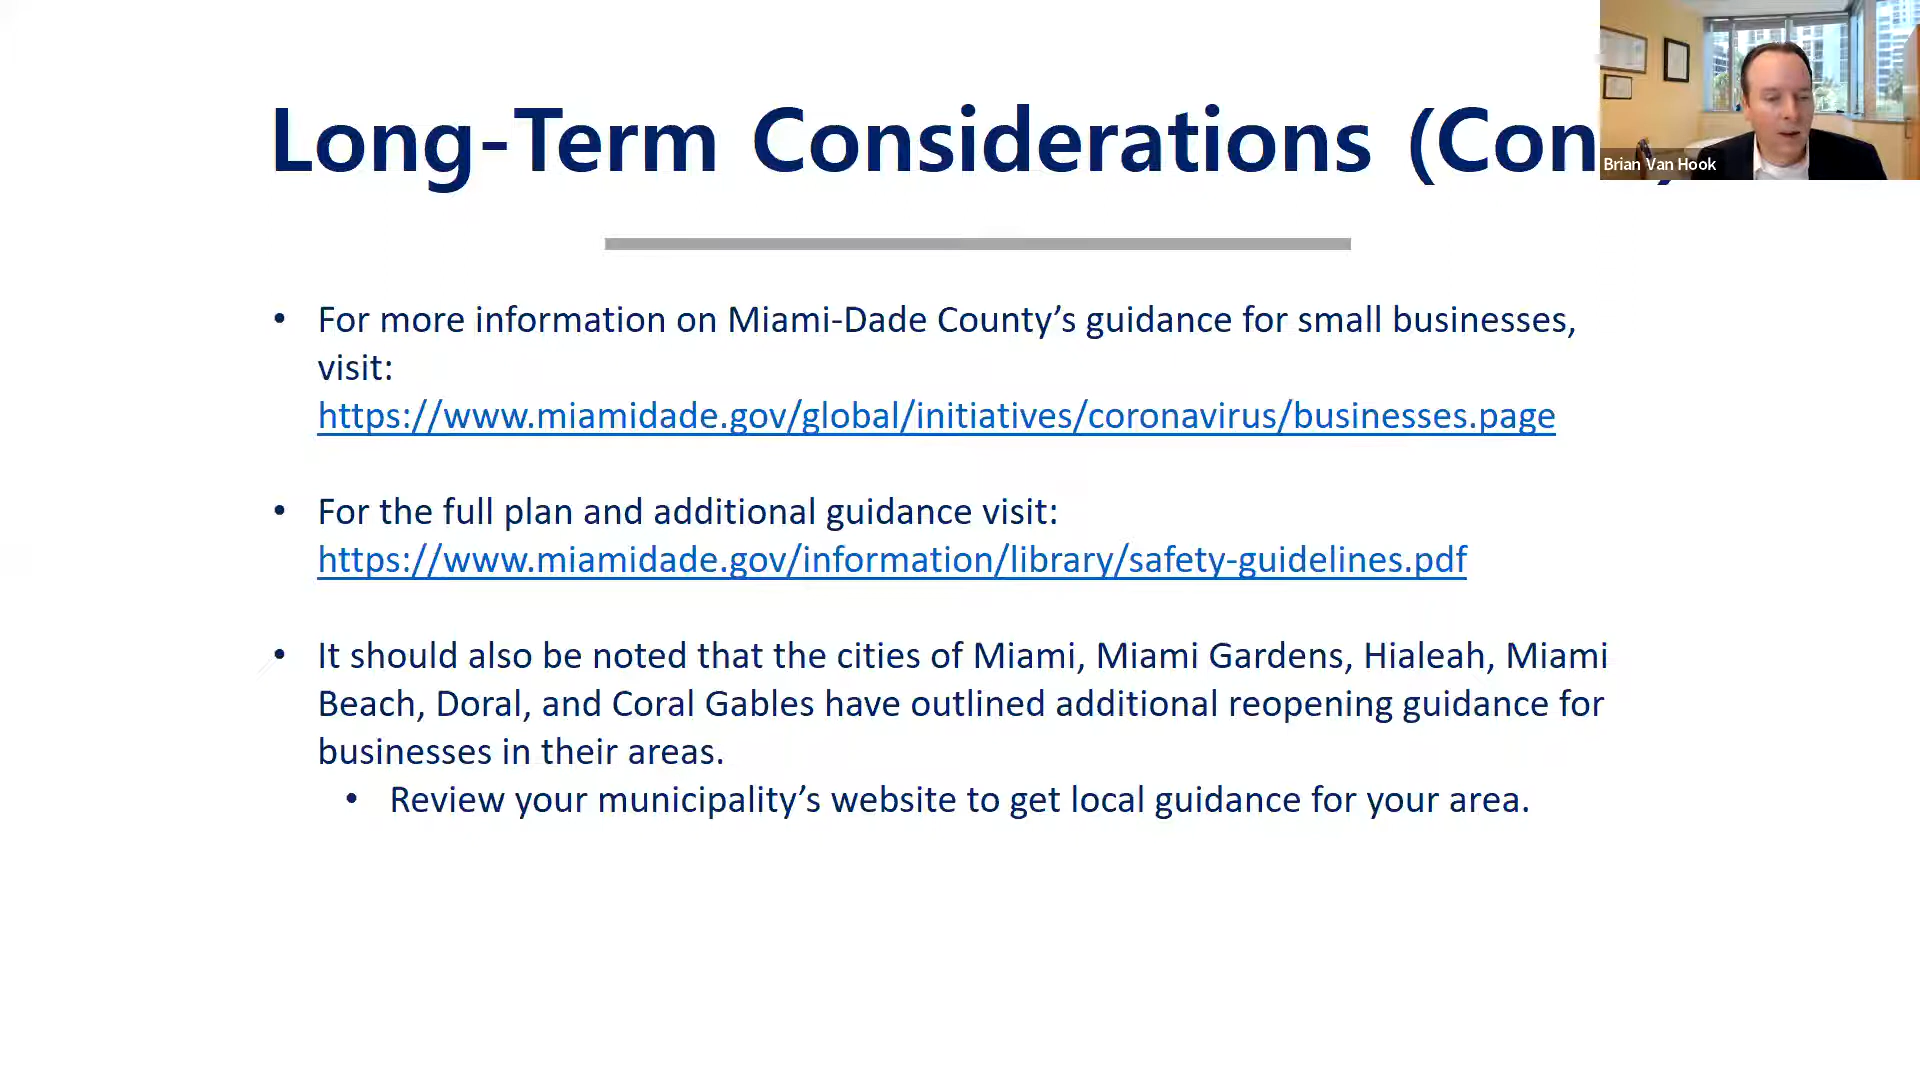 Long-Term Considerations (Con
Brian Van Hook
• For more information on Miami-Dade County’s guidance for small businesses,
visit:
https://www.miamidade.gov/global/initiatives/coronavirus/businesses.page
• For the full plan and additional guidance visit:
https://www.miamidade.gov/information/library/safety-guidelines.pdf
• It should also be noted that the cities of Miami, Miami Gardens, Hialeah, Miami
Beach, Doral, and Coral Gables have outlined additional reopening guidance for
businesses in their areas.
• Review your municipality’s website to get local guidance for your area.